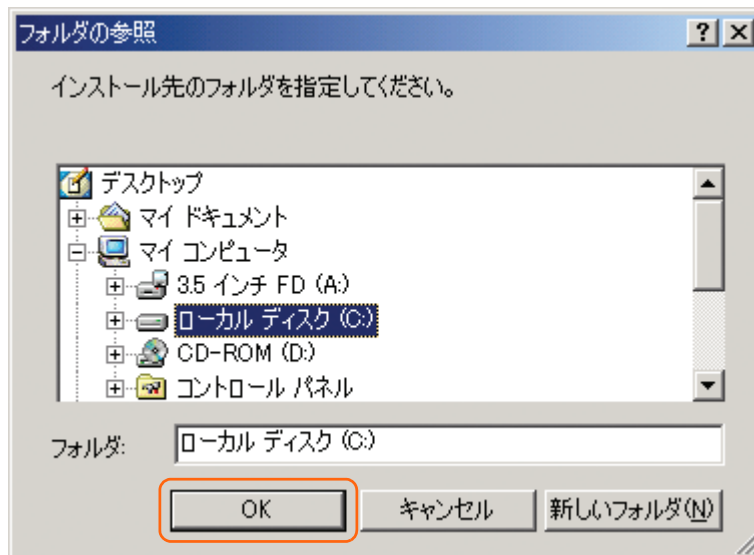 フォルダの参照
インストール先のフォルダを指定してください。
デスクトップ
マイ ドキュメント
マイ コンピュータ
3.5 インチ FD (A:)
ローカル ディスク (C:)
CD-ROM (D:)
コントロール パネル
フォルダ: ローカル ディスク (C:)
OK キャンセル 新しいフォルダ(N)